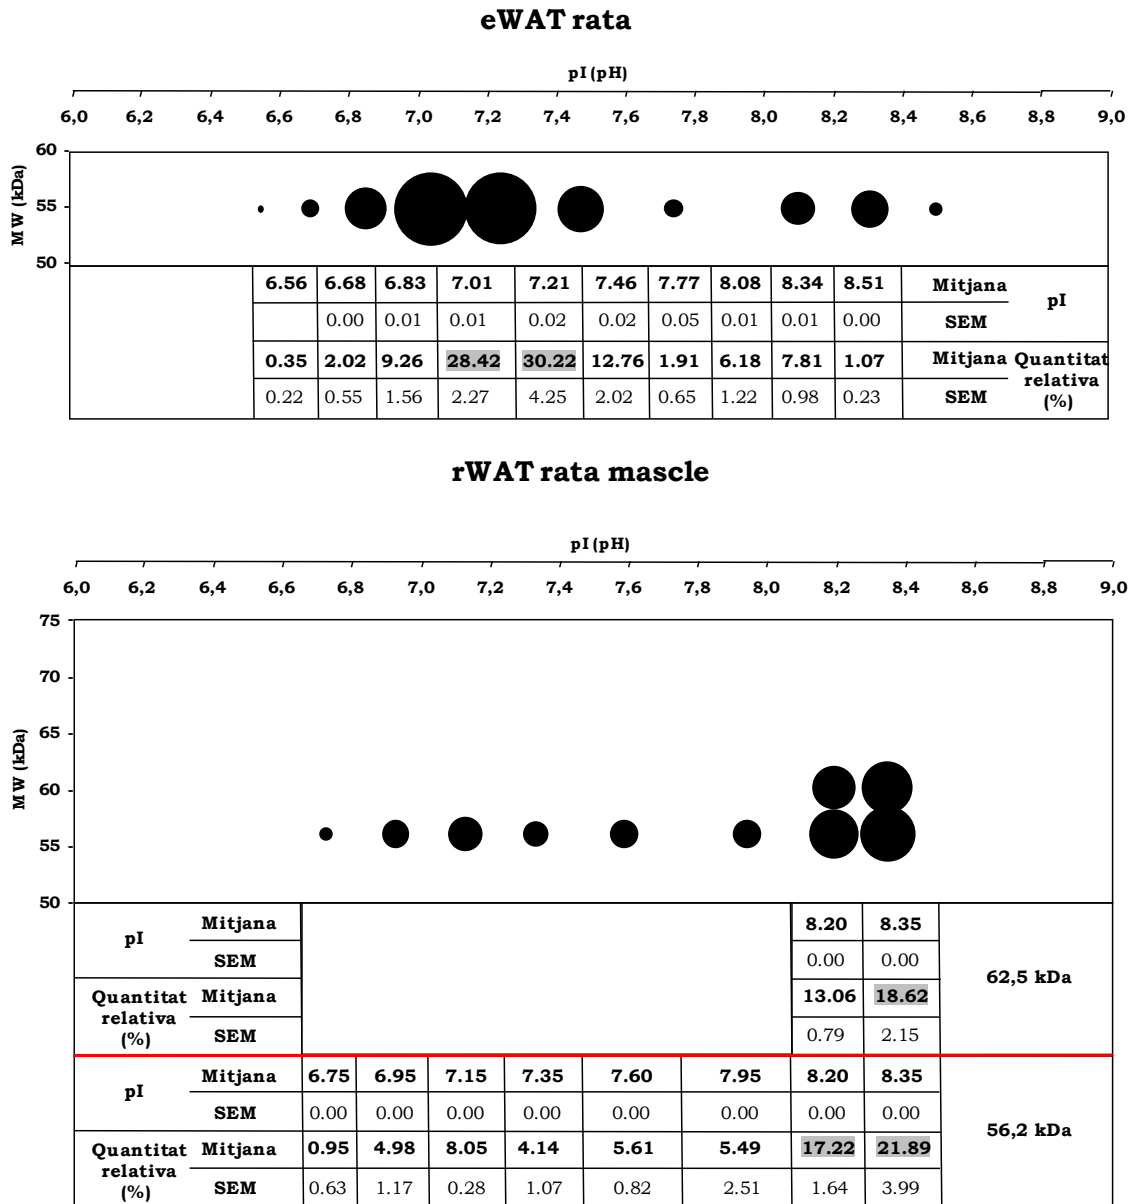 eWAT rata
pI (pH)
6,0 6,2 6,4 6,6 6,8 7,0 7,2 7,4 7,6 7,8 8,0 8,2 8,4 8,6 8,8 9,0
MW (kDa)
60
55
50
6.56 6.68 6.83 7.01 7.21 7.46 7.77 8.08 8.34 8.51 Mitjana pI
0.00 0.01 0.01 0.02 0.02 0.05 0.01 0.01 0.00 SEM
0.35 2.02 9.26 28.42 30.22 12.76 1.91 6.18 7.81 1.07 Mitjana Quantitat relativa (%)
0.22 0.55 1.56 2.27 4.25 2.02 0.65 1.22 0.98 0.23 SEM
rWAT rata mascle
pI (pH)
6,0 6,2 6,4 6,6 6,8 7,0 7,2 7,4 7,6 7,8 8,0 8,2 8,4 8,6 8,8 9,0
MW (kDa)
75
70
65
60
55
50
pI Mitjana 8.20 8.35
SEM 0.00 0.00
62,5 kDa
Quantitat relativa (%) Mitjana 13.06 18.62
SEM 0.79 2.15
pI Mitjana 6.75 6.95 7.15 7.35 7.60 7.95 8.20 8.35
SEM 0.00 0.00 0.00 0.00 0.00 0.00 0.00 0.00
56,2 kDa
Quantitat relativa (%) Mitjana 0.95 4.98 8.05 4.14 5.61 5.49 17.22 21.89
SEM 0.63 1.17 0.28 1.07 0.82 2.51 1.64 3.99